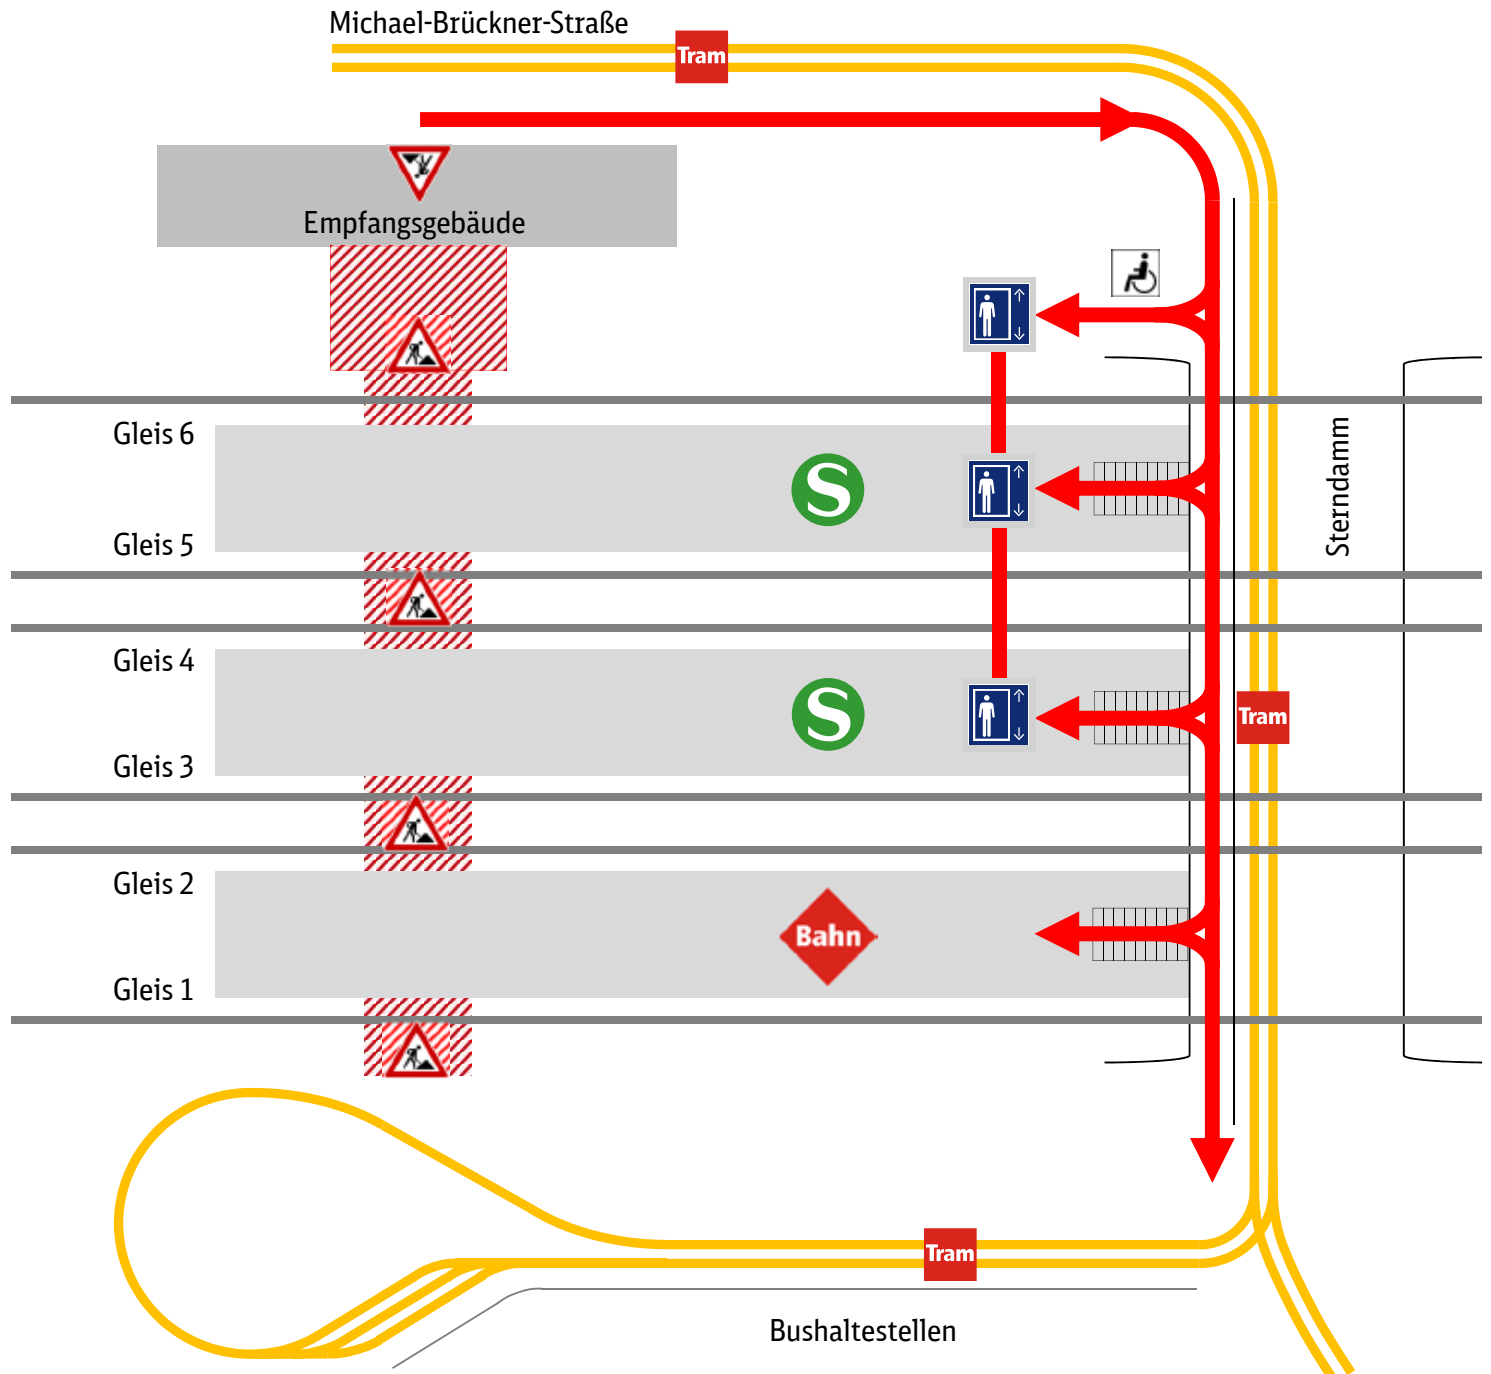 Michael-Brückner-Straße
Tram
Empfangsgebäude
Gleis 6
S
Gleis 5
Sterndamm
Gleis 4
S
Tram
Gleis 3
Gleis 2
Bahn
Gleis 1
Tram
Bushaltestellen